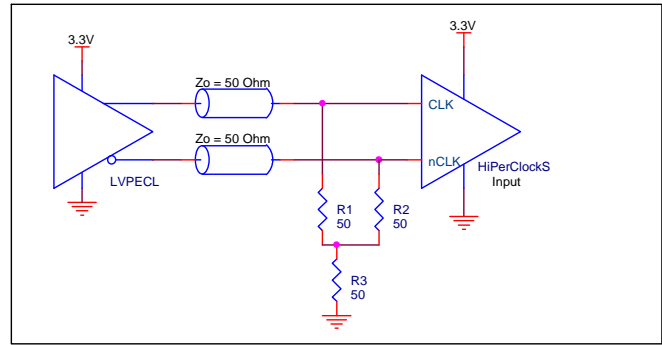 3.3V
3.3V
Zo = 50 Ohm
CLK
Zo = 50 Ohm
nCLK
LVPECL
HiPerClockS
Input
R1
50
R2
50
R3
50